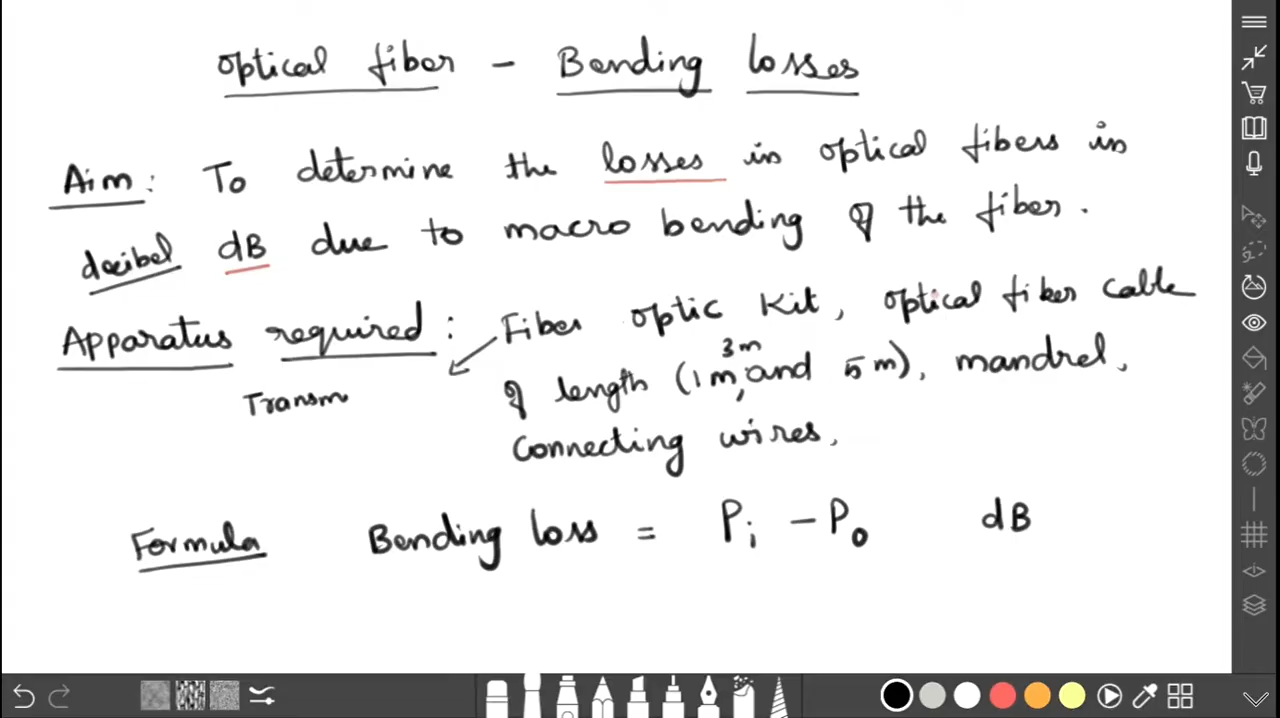 Optical fiber - Bending losses
Aim: To determine the losses in optical fibers in
decibel dB due to macro bending of the fiber.
Apparatus required: Fiber optic Kit, optical fiber cable
of length (1m, 3m and 5m), mandrel,
Transm
Connecting wires,
Formula Bending loss = Pi - Po dB